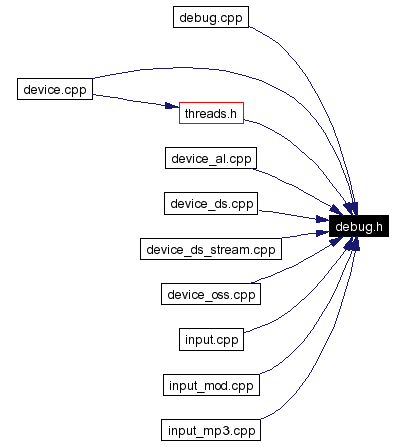 debug.cpp
device.cpp
threads.h
device_al.cpp
device_ds.cpp
debug.h
device_ds_stream.cpp
device_oss.cpp
input.cpp
input_mod.cpp
input_mp3.cpp